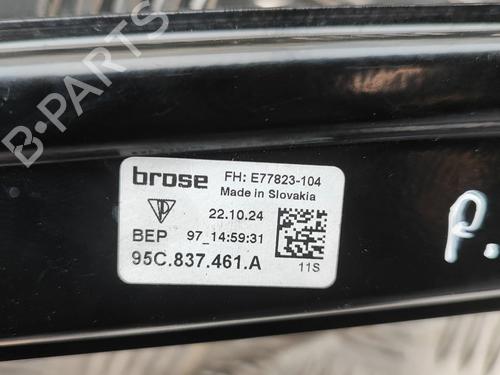 B-PARTS
brose
FH: E77823-104
Made in Slovakia
22.10.24
BEP 97_14:59:31
95C.837.461.A
11S
P.
B-PARTS